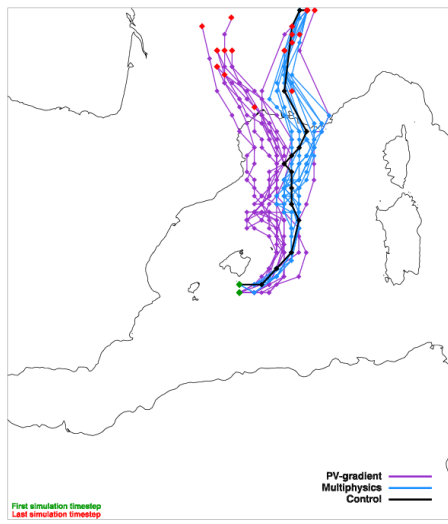 PV-gradient
Multiphysics
Control
First simulation timestep
Last simulation timestep